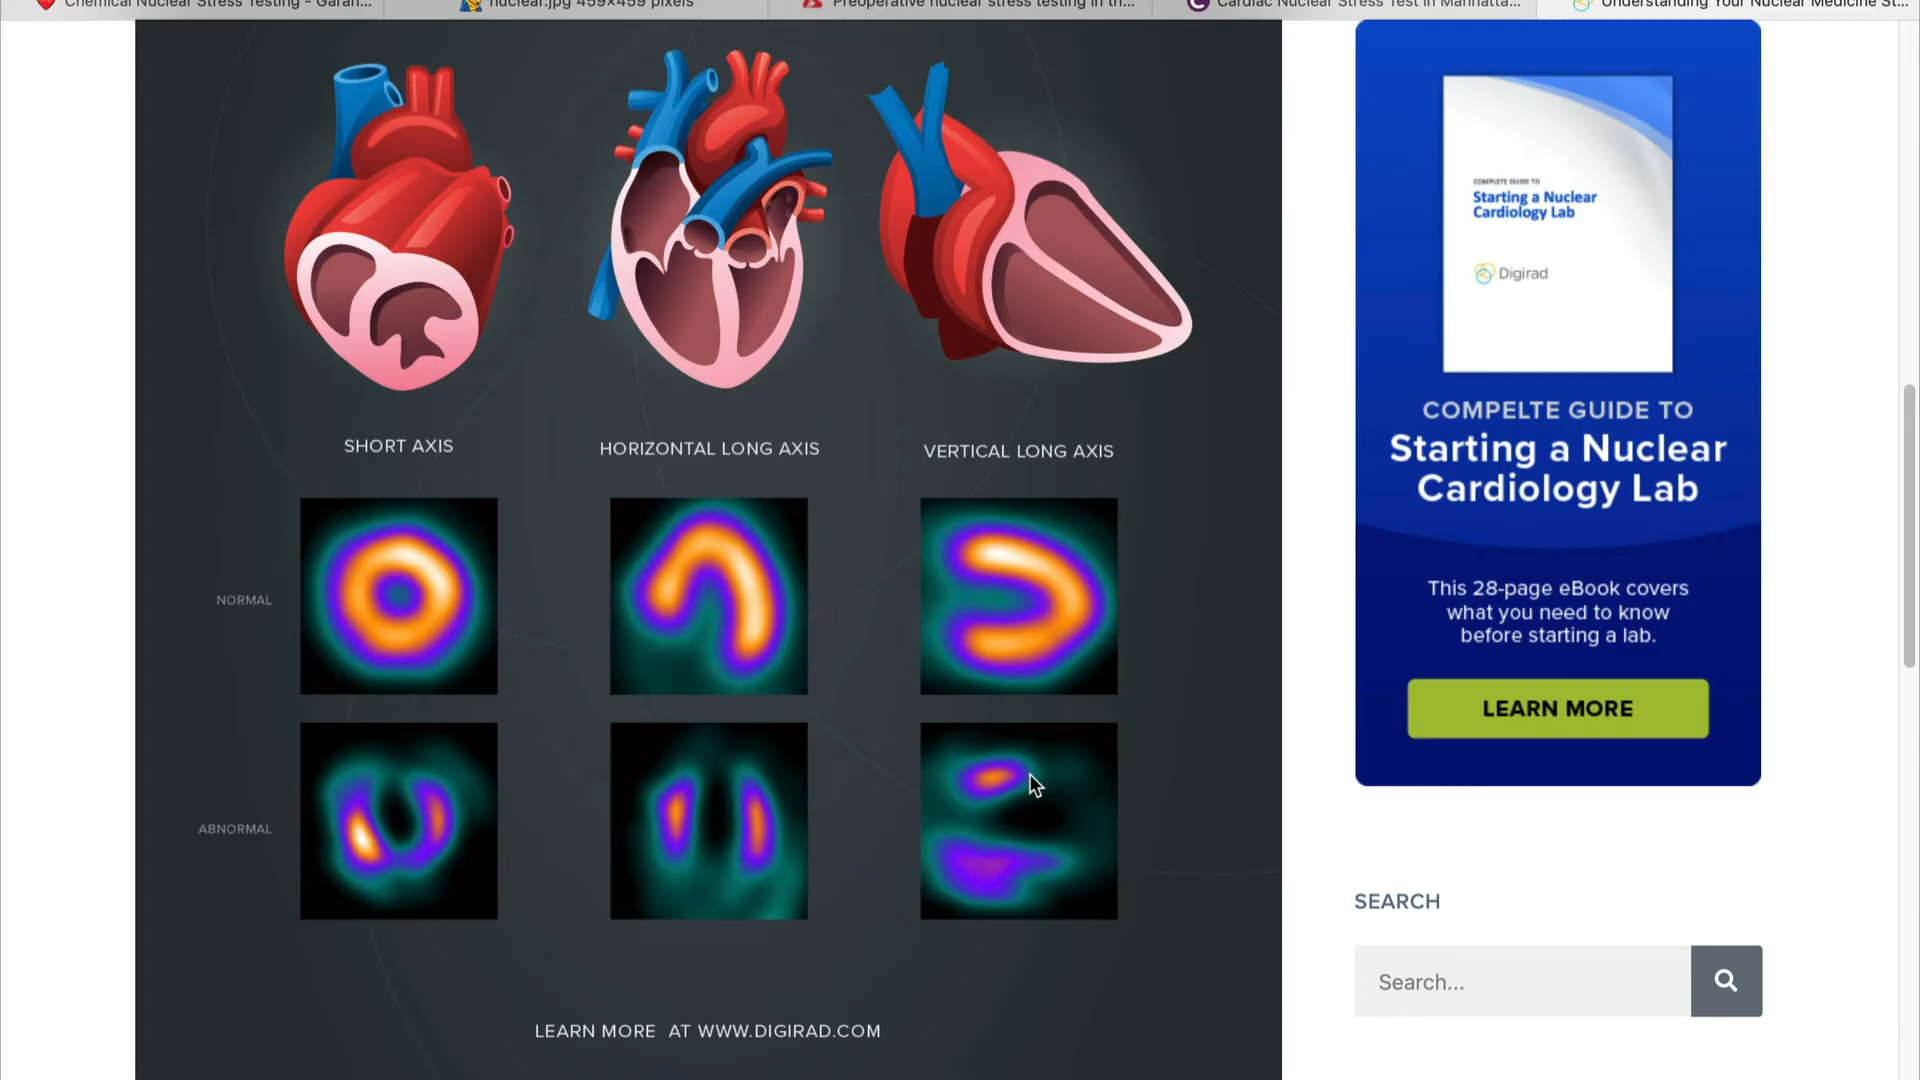 Chemical Nuclear Stress Testing - Garan...
nuclear.jpg 459×459 pixels
Preoperative nuclear stress testing in th...
Cardiac Nuclear Stress Test in Manhatta...
Understanding Your Nuclear Medicine St...
SHORT AXIS
HORIZONTAL LONG AXIS
VERTICAL LONG AXIS
NORMAL
ABNORMAL
LEARN MORE AT WWW.DIGIRAD.COM
COMPLETE GUIDE TO
Starting a Nuclear
Cardiology Lab
Digirad
COMPELTE GUIDE TO
Starting a Nuclear
Cardiology Lab
This 28-page eBook covers
what you need to know
before starting a lab.
LEARN MORE
SEARCH
Search...